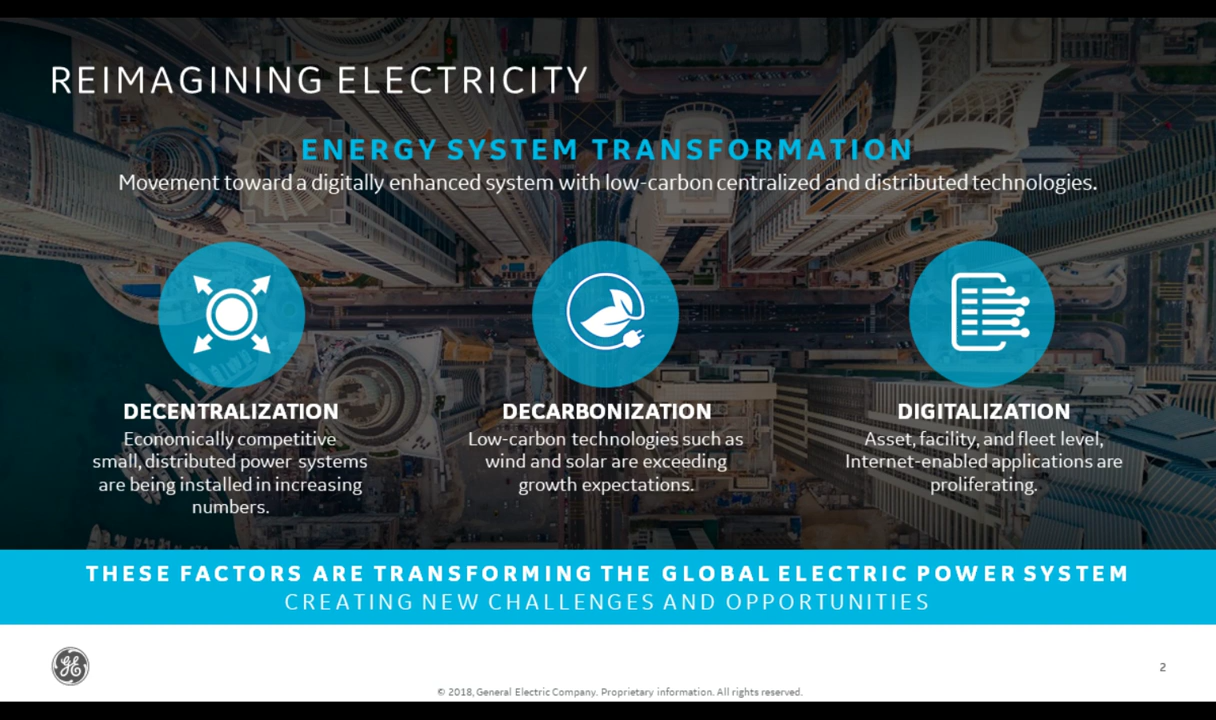 REIMAGINING ELECTRICITY
ENERGY SYSTEM TRANSFORMATION
Movement toward a digitally enhanced system with low-carbon centralized and distributed technologies.
DECENTRALIZATION
Economically competitive
small, distributed power systems
are being installed in increasing
numbers.
DECARBONIZATION
Low-carbon technologies such as
wind and solar are exceeding
growth expectations.
DIGITALIZATION
Asset, facility, and fleet level,
Internet-enabled applications are
proliferating.
THESE FACTORS ARE TRANSFORMING THE GLOBAL ELECTRIC POWER SYSTEM
CREATING NEW CHALLENGES AND OPPORTUNITIES
GE
2
© 2018, General Electric Company. Proprietary information. All rights reserved.